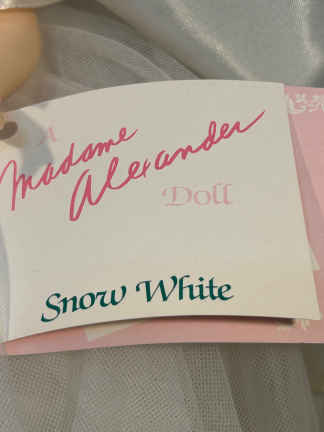 A
Madame
Alexander
Doll
Snow White